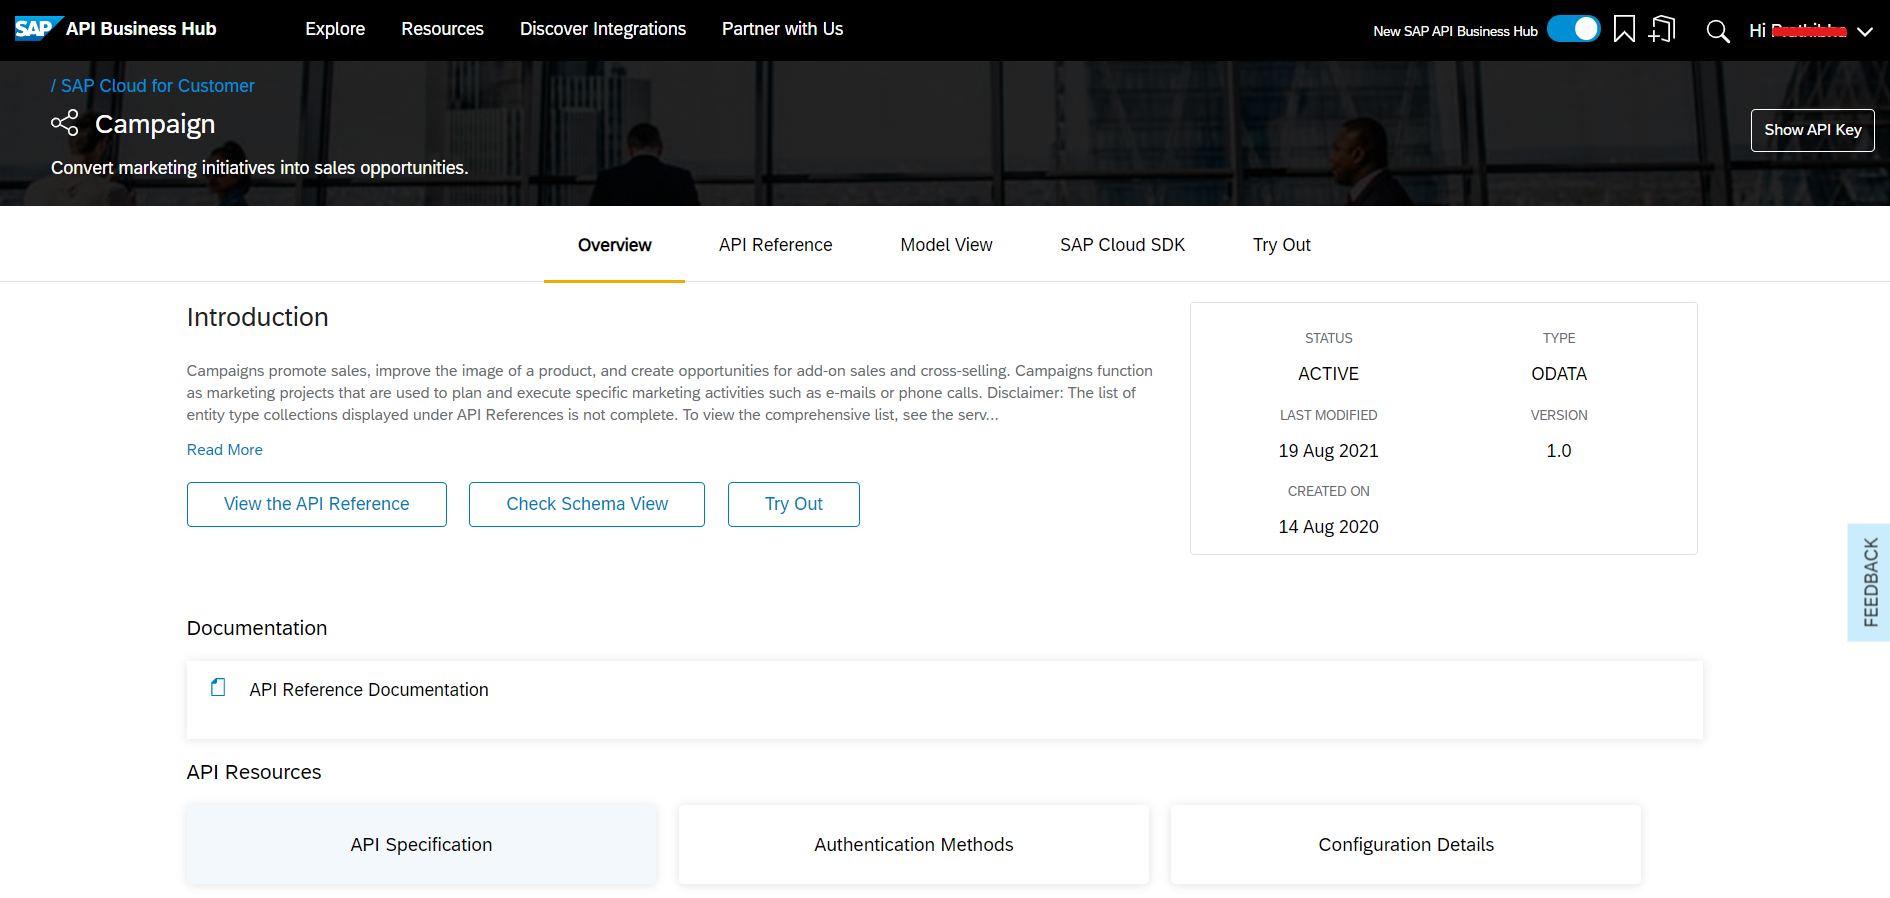 SAP API Business Hub
Explore
Resources
Discover Integrations
Partner with Us
New SAP API Business Hub
Hi
/ SAP Cloud for Customer
Campaign
Convert marketing initiatives into sales opportunities.
Show API Key
Overview
API Reference
Model View
SAP Cloud SDK
Try Out
Introduction
Campaigns promote sales, improve the image of a product, and create opportunities for add-on sales and cross-selling. Campaigns function
as marketing projects that are used to plan and execute specific marketing activities such as e-mails or phone calls. Disclaimer: The list of
entity type collections displayed under API References is not complete. To view the comprehensive list, see the serv...
Read More
View the API Reference
Check Schema View
Try Out
STATUS
ACTIVE
TYPE
ODATA
LAST MODIFIED
19 Aug 2021
VERSION
1.0
CREATED ON
14 Aug 2020
FEEDBACK
Documentation
API Reference Documentation
API Resources
API Specification
Authentication Methods
Configuration Details